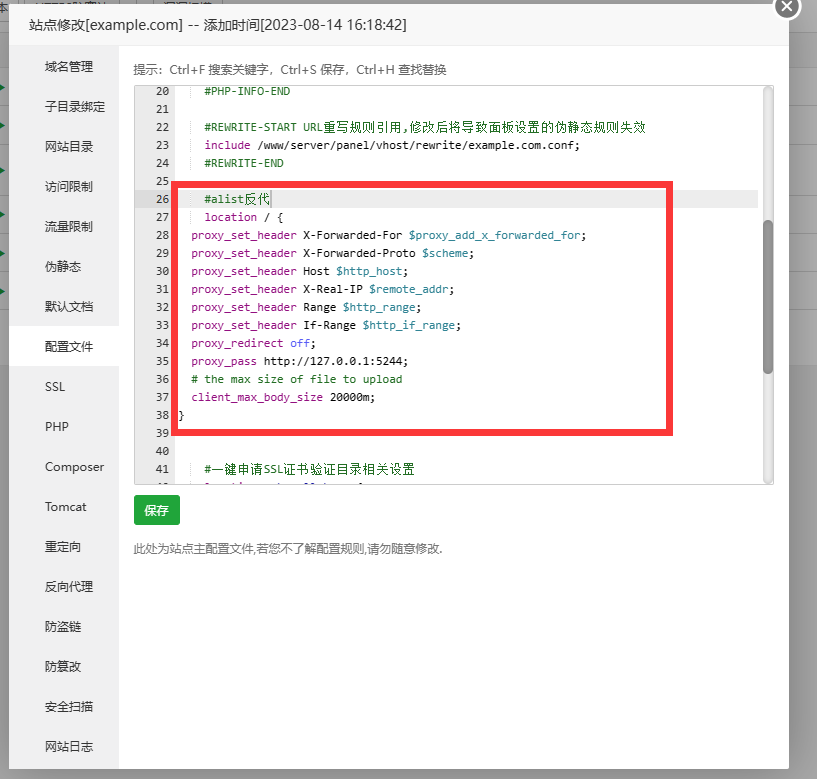 站点修改[example.com] -- 添加时间[2023-08-14 16:18:42]
域名管理
子目录绑定
网站目录
访问限制
流量限制
伪静态
默认文档
配置文件
SSL
PHP
Composer
Tomcat
重定向
反向代理
防盗链
防篡改
安全扫描
网站日志
提示：Ctrl+F 搜索关键字，Ctrl+S 保存，Ctrl+H 查找替换
20 #PHP-INFO-END
21
22 #REWRITE-START URL重写规则引用,修改后将导致面板设置的伪静态规则失效
23 include /www/server/panel/vhost/rewrite/example.com.conf;
24 #REWRITE-END
25
26 #alist反代
27 location / {
28 proxy_set_header X-Forwarded-For $proxy_add_x_forwarded_for;
29 proxy_set_header X-Forwarded-Proto $scheme;
30 proxy_set_header Host $http_host;
31 proxy_set_header X-Real-IP $remote_addr;
32 proxy_set_header Range $http_range;
33 proxy_set_header If-Range $http_if_range;
34 proxy_redirect off;
35 proxy_pass http://127.0.0.1:5244;
36 # the max size of file to upload
37 client_max_body_size 20000m;
38 }
39
40
41 #一键申请SSL证书验证目录相关设置
保存
此处为站点主配置文件,若您不了解配置规则,请勿随意修改.